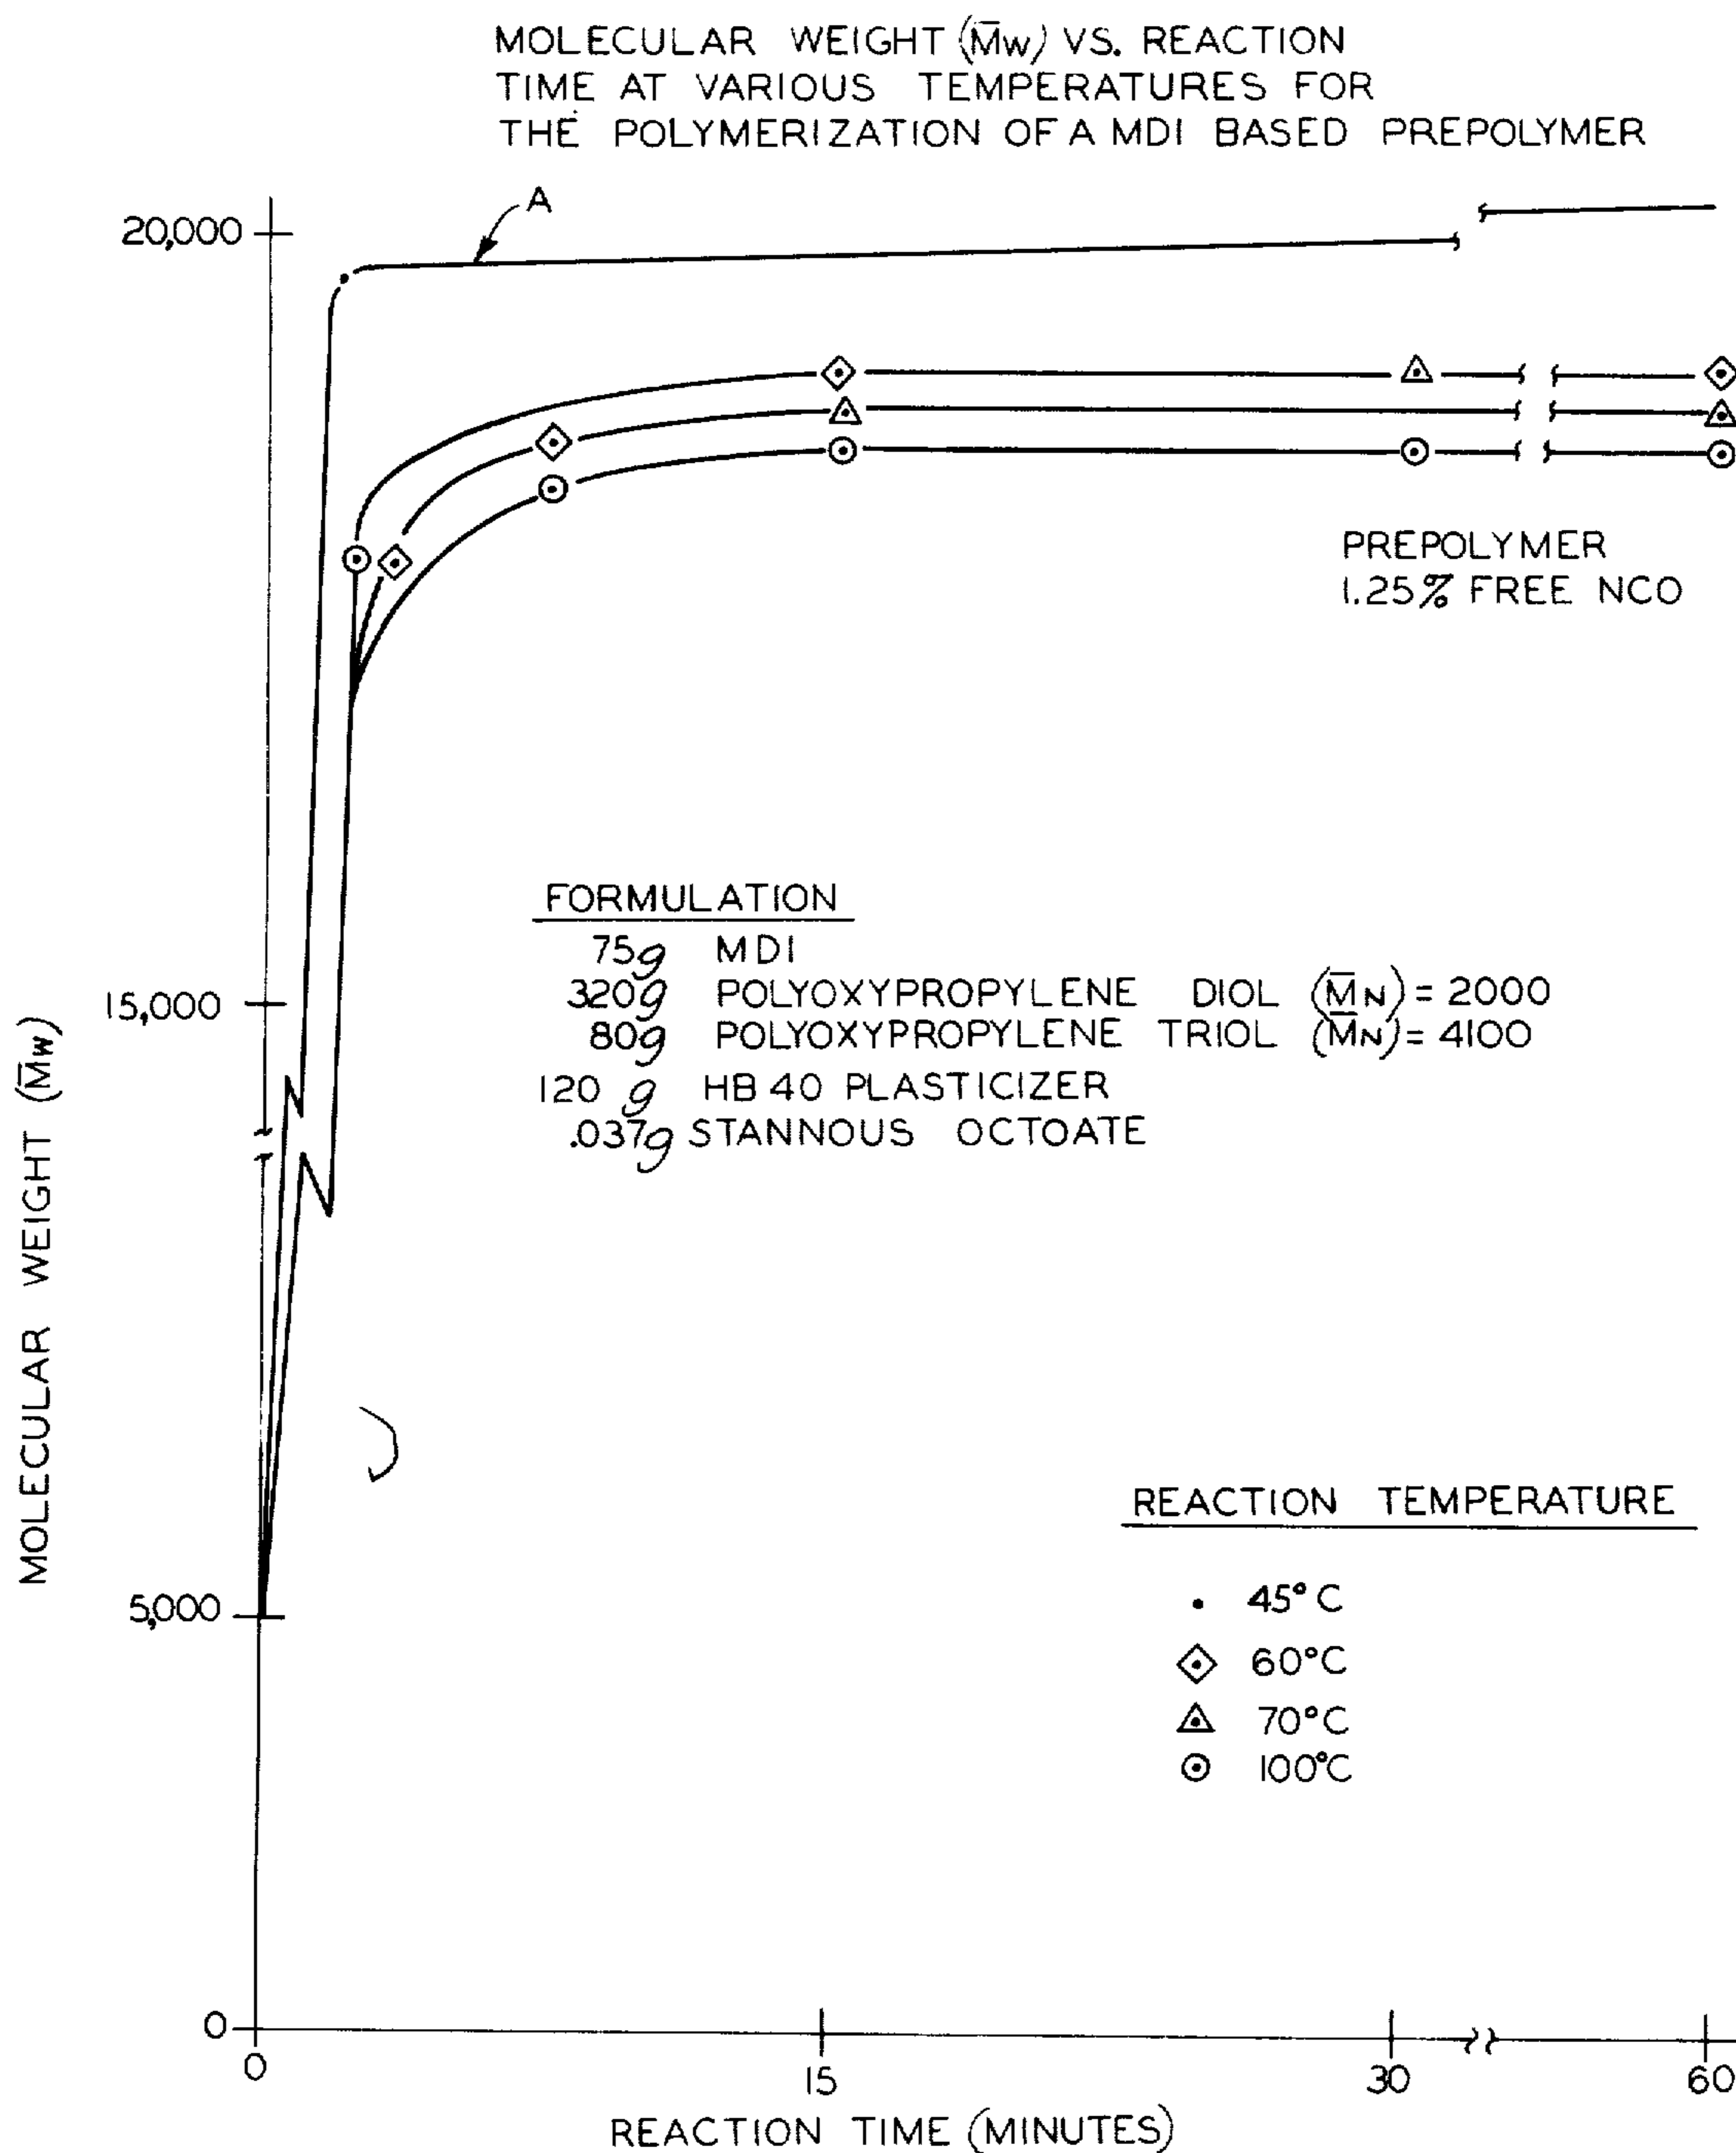 MOLECULAR WEIGHT (M̅w) VS. REACTION
TIME AT VARIOUS TEMPERATURES FOR
THE POLYMERIZATION OF A MDI BASED PREPOLYMER
A
20,000
15,000
5,000
0
MOLECULAR WEIGHT (M̅w)
PREPOLYMER
1.25% FREE NCO
FORMULATION
75g MDI
320g POLYOXYPROPYLENE DIOL (M̅N) = 2000
80g POLYOXYPROPYLENE TRIOL (M̅N) = 4100
120 g HB 40 PLASTICIZER
.037g STANNOUS OCTOATE
REACTION TEMPERATURE
45°C
60°C
70°C
100°C
0 15 30 60
REACTION TIME (MINUTES)